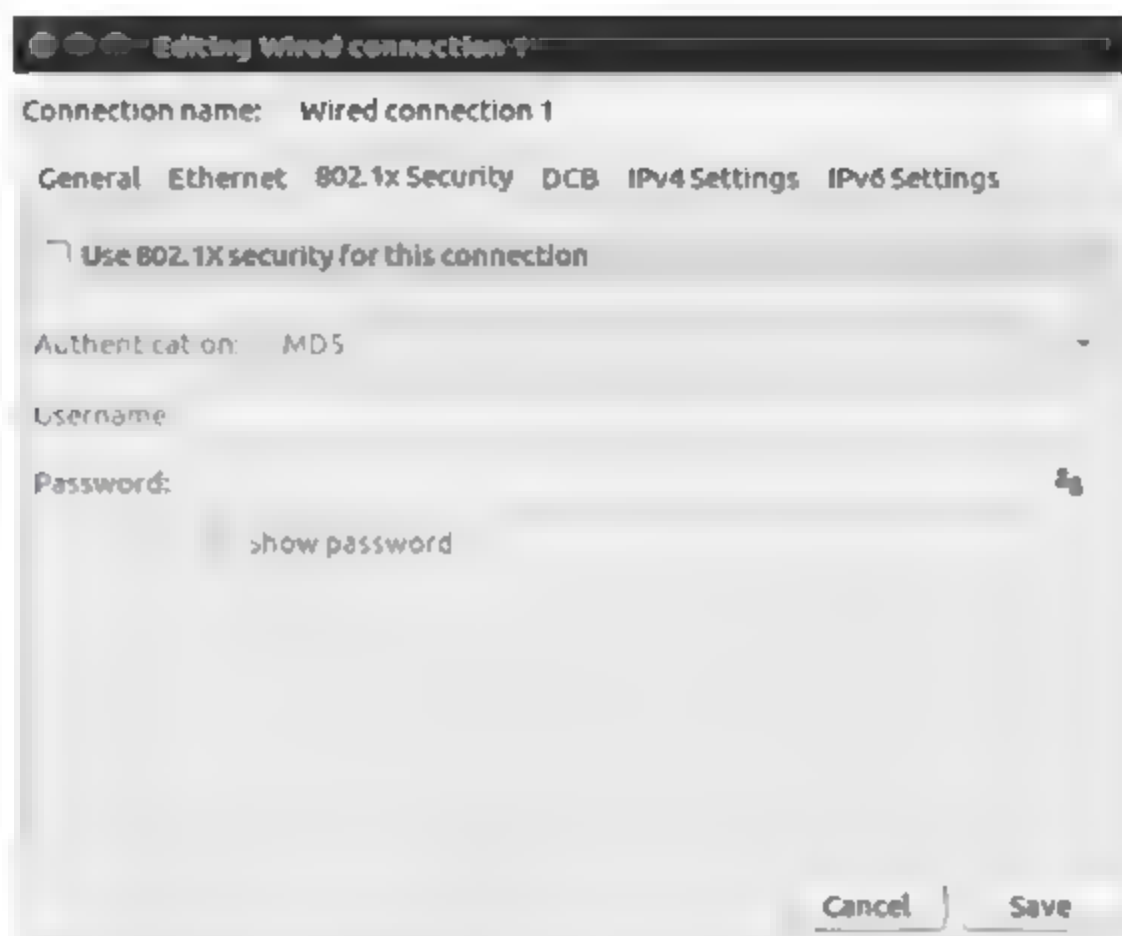 Editing Wired connection 1
Connection name: Wired connection 1
General Ethernet 802.1x Security DCB IPv4 Settings IPv6 Settings
Use 802.1X security for this connection
Authentication: MD5
Username
Password:
Show password
Cancel Save